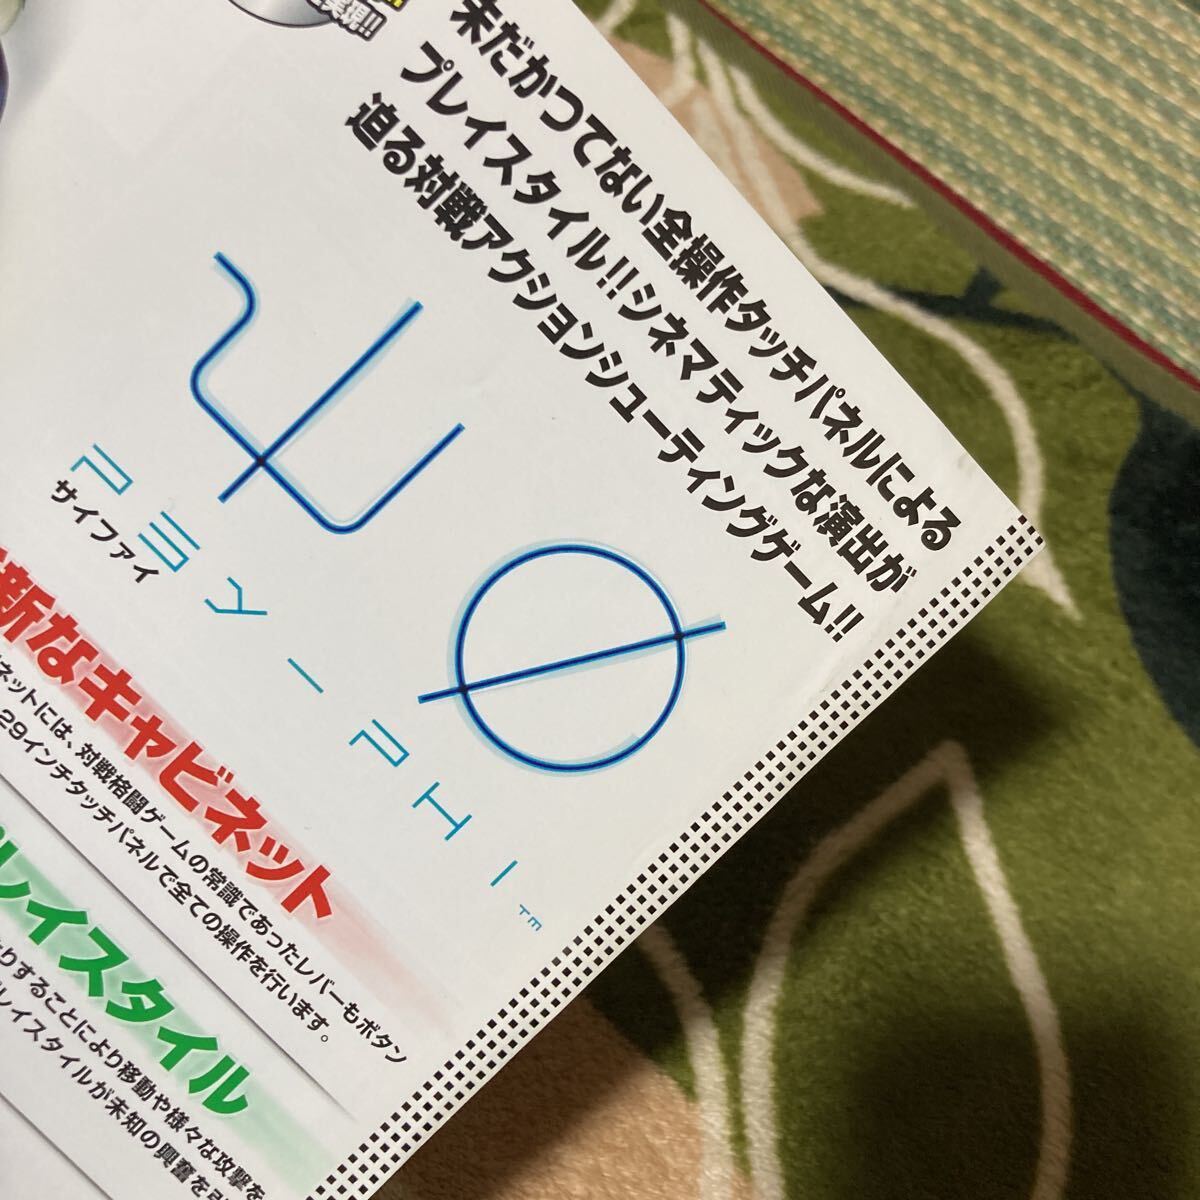 実現!!
未だかつてない全操作タッチパネルによる
プレイスタイル!!シネマティックな演出が
迫る対戦アクションシューティングゲーム!!
ΨΦ
PSY-PHI™
サイファイ
新なキャビネット
ネットには、対戦格闘ゲームの常識であったレバーもボタン
29インチタッチパネルで全ての操作を行います。
レイスタイル
りすることにより移動や様々な攻撃を
レイスタイルが未知の興奮を